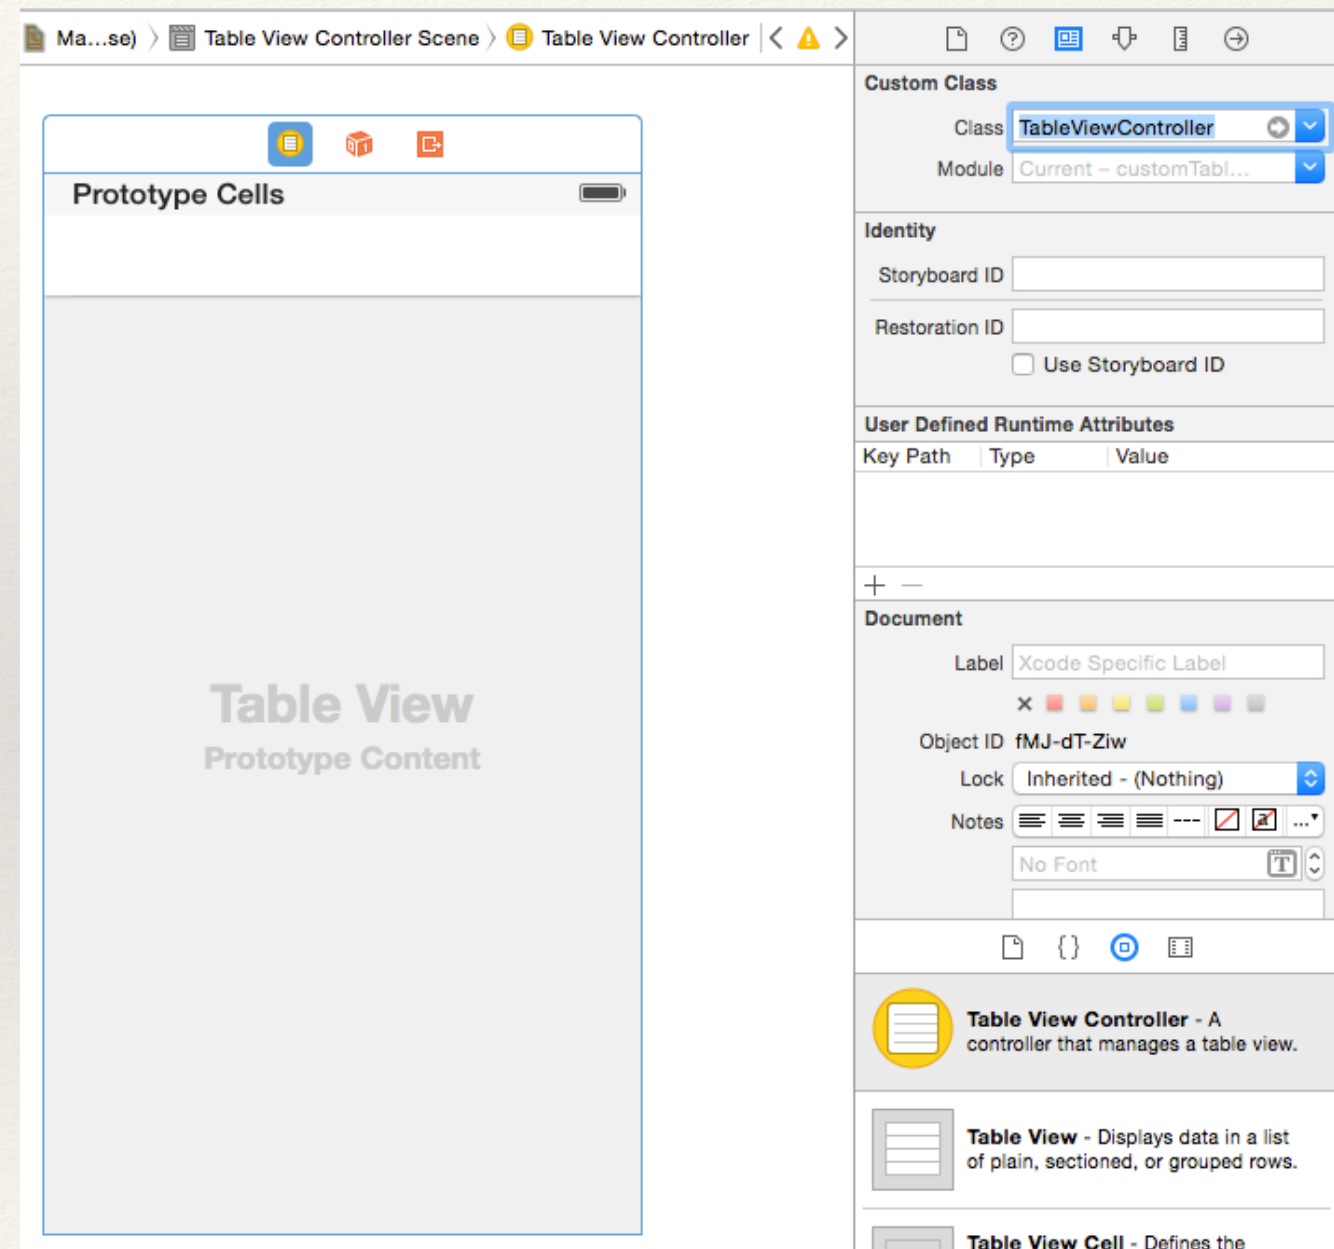 Ma...se) Table View Controller Scene Table View Controller
Prototype Cells
Table View
Prototype Content
Custom Class
Class TableViewController
Module Current – customTabl...
Identity
Storyboard ID
Restoration ID
Use Storyboard ID
User Defined Runtime Attributes
Key Path Type Value
Document
Label Xcode Specific Label
Object ID fMJ-dT-Ziw
Lock Inherited - (Nothing)
Notes
No Font
Table View Controller - A
controller that manages a table view.
Table View - Displays data in a list
of plain, sectioned, or grouped rows.
Table View Cell - Defines the